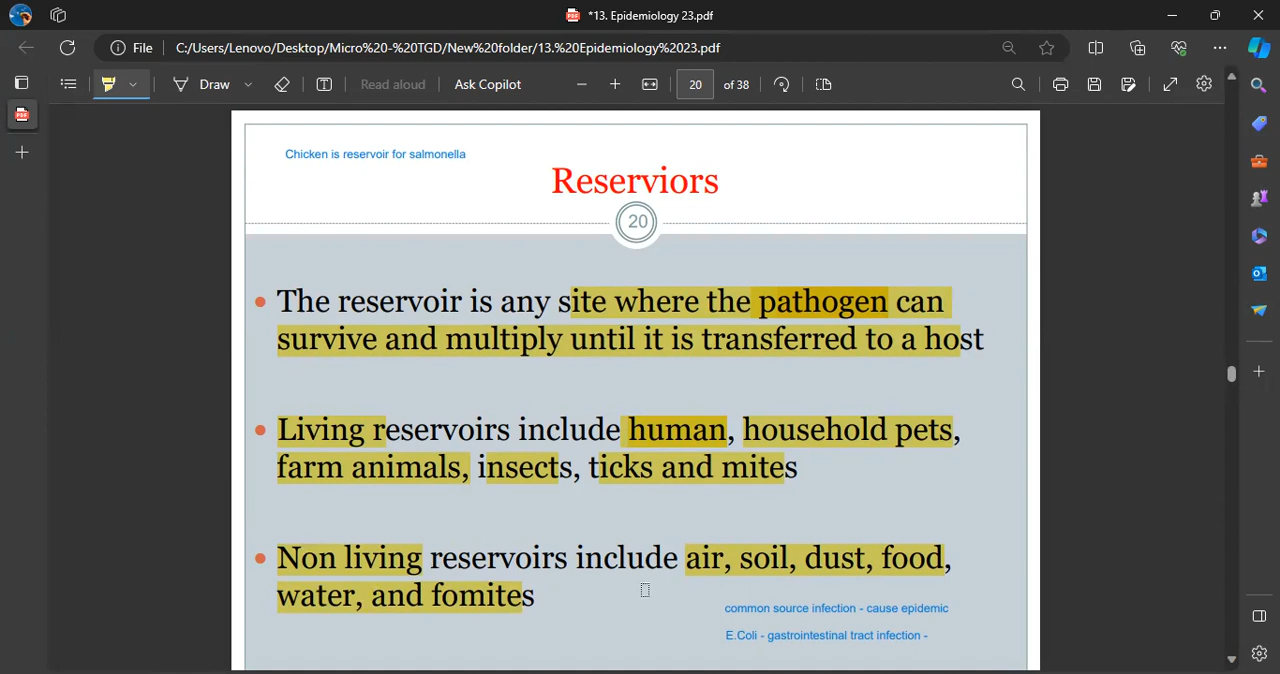 *13. Epidemiology 23.pdf
File
C:/Users/Lenovo/Desktop/Micro%20-%20TGD/New%20folder/13.%20Epidemiology%2023.pdf
Draw
Read aloud
Ask Copilot
20
of 38
Chicken is reservoir for salmonella
Reserviors
20
• The reservoir is any site where the pathogen can
survive and multiply until it is transferred to a host
• Living reservoirs include human, household pets,
farm animals, insects, ticks and mites
• Non living reservoirs include air, soil, dust, food,
water, and fomites
common source infection - cause epidemic
E.Coli - gastrointestinal tract infection -